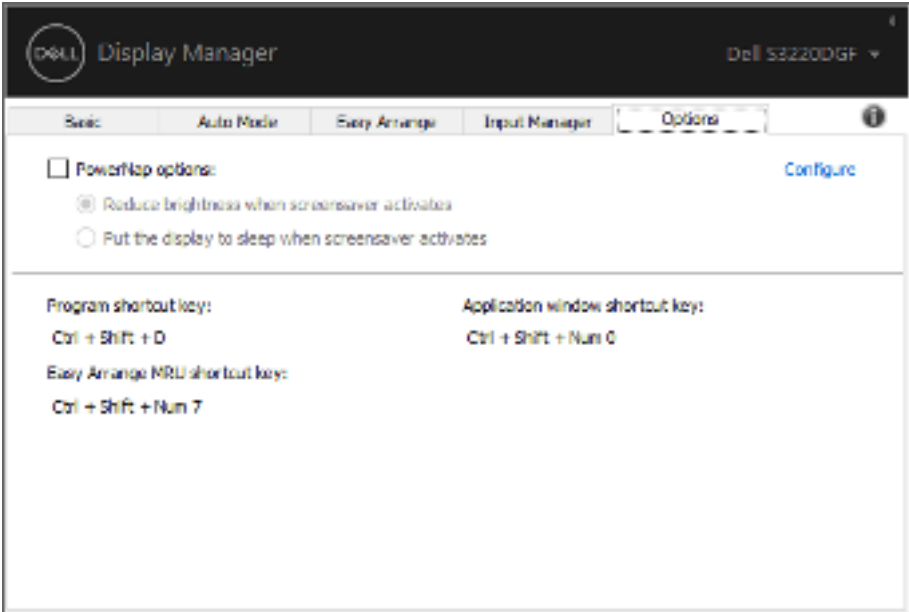 DELL Display Manager
Dell S3220DGF
Basic Auto Mode Easy Arrange Input Manager Options
PowerNap options: Configure
Reduce brightness when screensaver activates
Put the display to sleep when screensaver activates
Program shortcut key: Application window shortcut key:
Ctrl + Shift + D Ctrl + Shift + Num 0
Easy Arrange MRU shortcut key:
Ctrl + Shift + Num 7